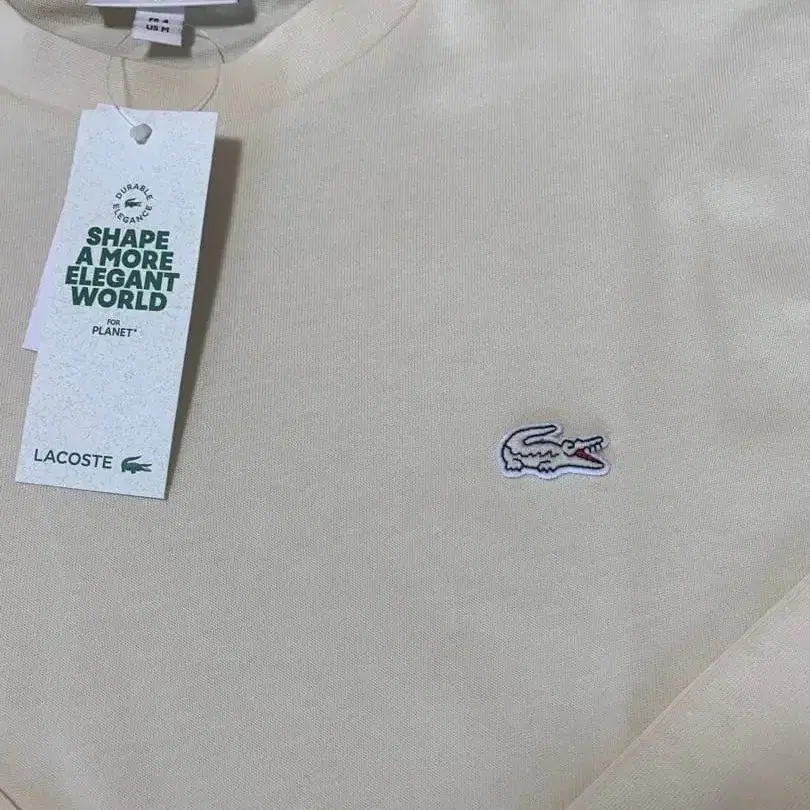 FR 4
US M
DURABLE
ELEGANCE
SHAPE
A MORE
ELEGANT
WORLD
FOR
PLANET*
LACOSTE